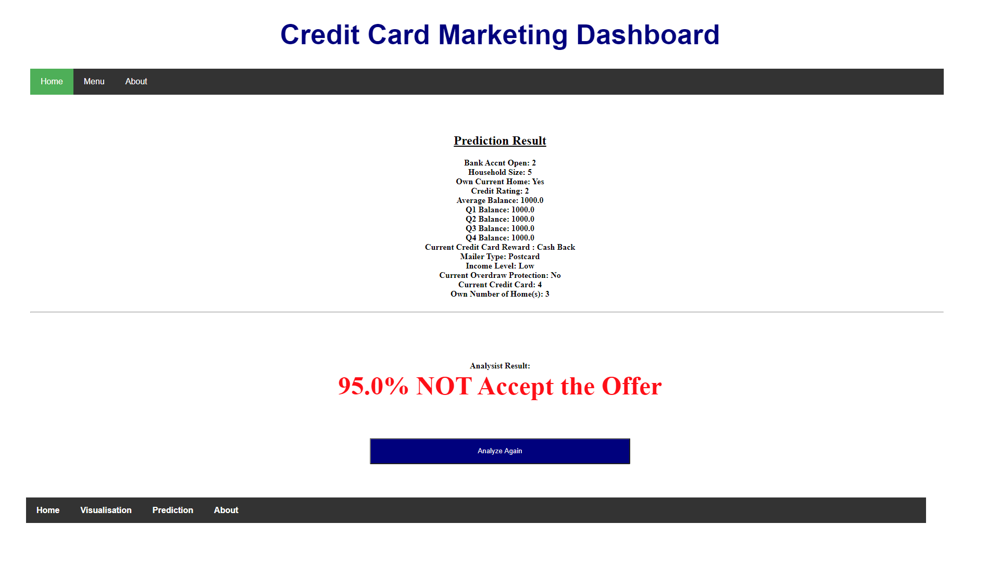 Credit Card Marketing Dashboard
Home Menu About
Prediction Result
Bank Accnt Open: 2
Household Size: 5
Own Current Home: Yes
Credit Rating: 2
Average Balance: 1000.0
Q1 Balance: 1000.0
Q2 Balance: 1000.0
Q3 Balance: 1000.0
Q4 Balance: 1000.0
Current Credit Card Reward : Cash Back
Mailer Type: Postcard
Income Level: Low
Current Overdraw Protection: No
Current Credit Card: 4
Own Number of Home(s): 3
Analysist Result:
95.0% NOT Accept the Offer
Analyze Again
Home Visualisation Prediction About